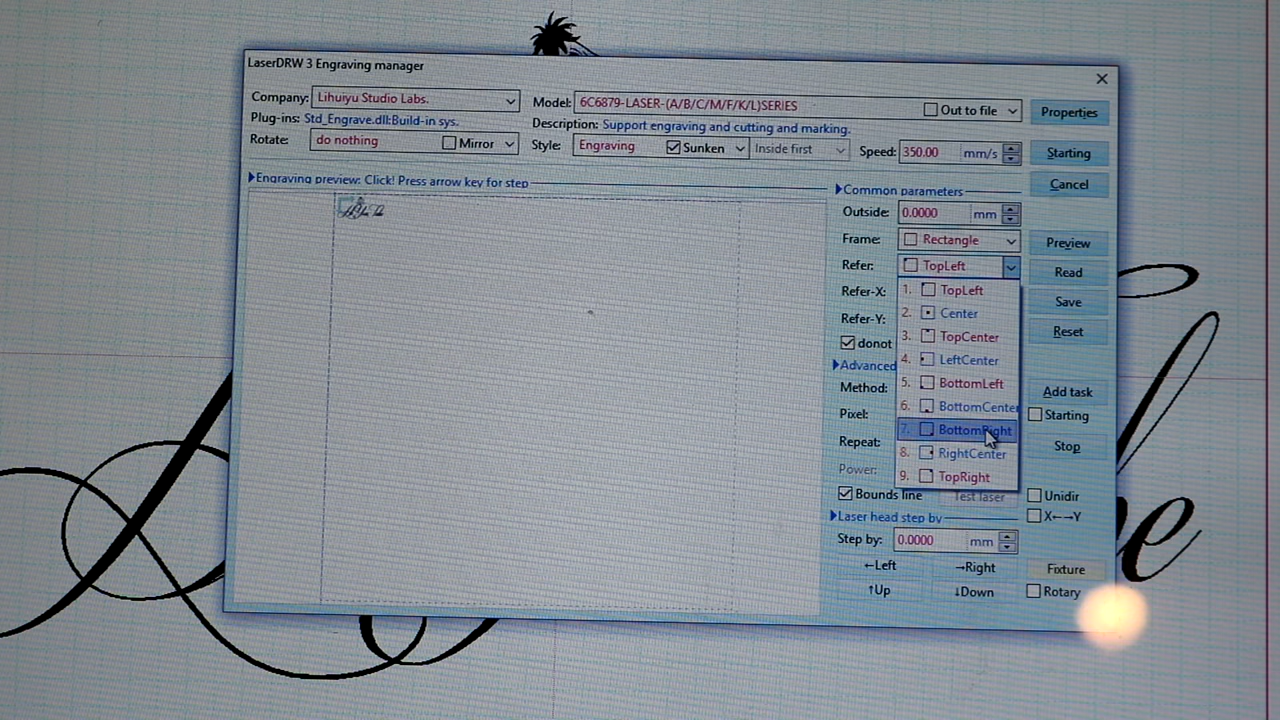 LaserDRW 3 Engraving manager
Company: Lihuiyu Studio Labs. Model: 6C6879-LASER-(A/B/C/M/F/K/L)SERIES Out to file Properties
Plug-ins: Std_Engrave.dll:Build-in sys. Description: Support engraving and cutting and marking.
Rotate: do nothing Mirror Style: Engraving Sunken Inside first Speed: 350.00 mm/s Starting
Engraving preview: Click! Press arrow key for step Common parameters Cancel
Outside: 0.0000 mm
Frame: Rectangle Preview
Refer: TopLeft Read
Refer-X: 1. TopLeft
2. Center Save
Refer-Y: 3. TopCenter Reset
donot 4. LeftCenter
Advanced 5. BottomLeft
Method: 6. BottomCenter Add task
Pixel: 7. BottomRight Starting
Repeat: 8. RightCenter Stop
Power: 9. TopRight
Bounds line Test laser Unidir
Laser head step by X←→Y
Step by: 0.0000 mm
←Left →Right Fixture
↑Up ↓Down Rotary